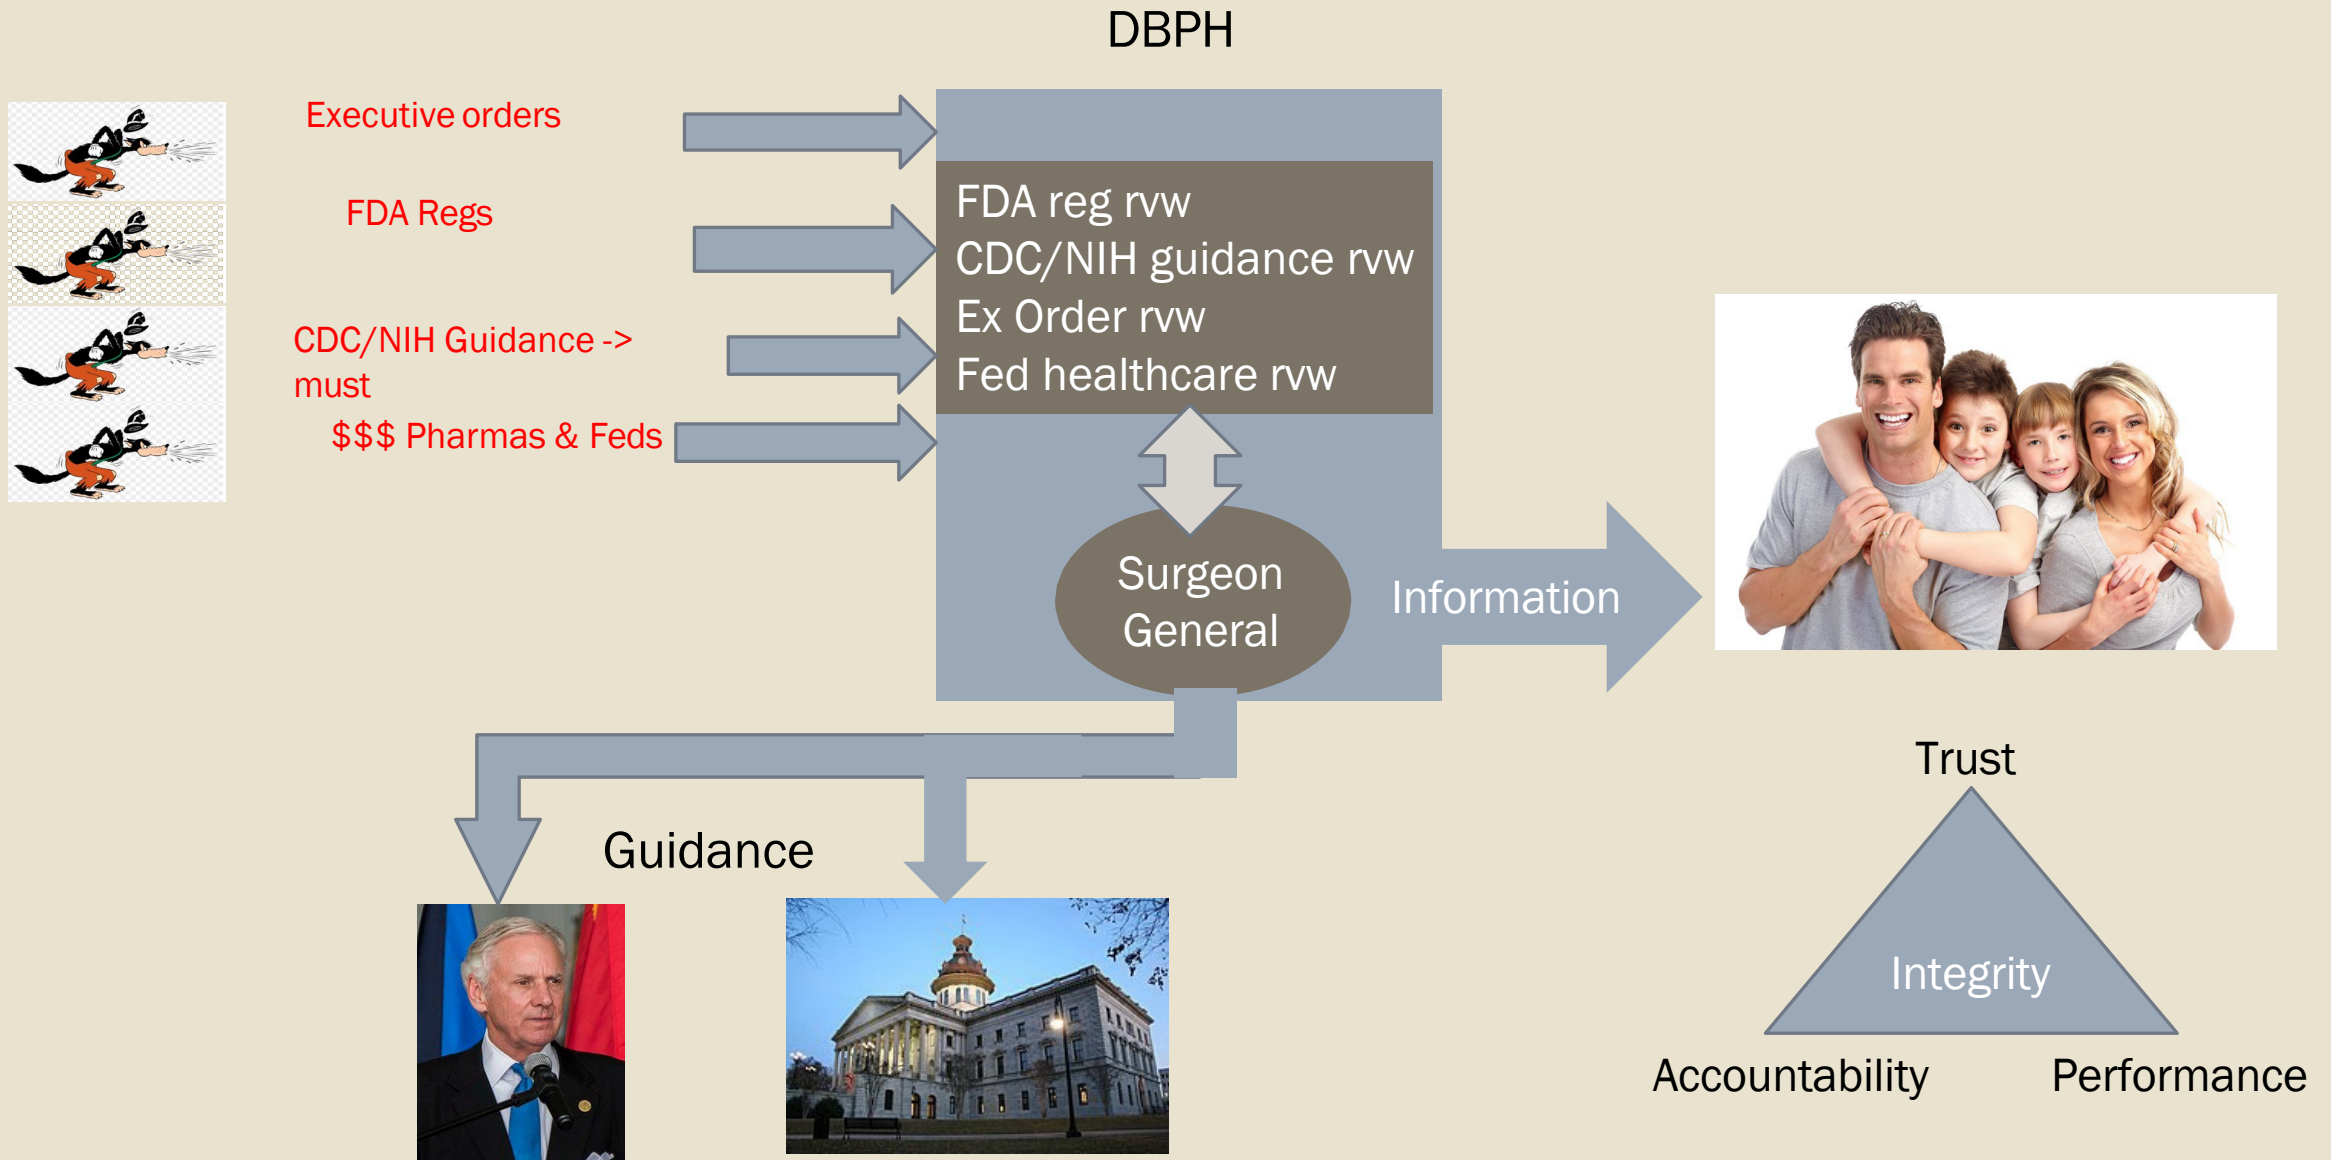 DBPH
Executive orders
FDA Regs
CDC/NIH Guidance ->
must
$$$ Pharmas & Feds
FDA reg rvw
CDC/NIH guidance rvw
Ex Order rvw
Fed healthcare rvw
Surgeon
General
Information
Guidance
Trust
Integrity
Accountability
Performance